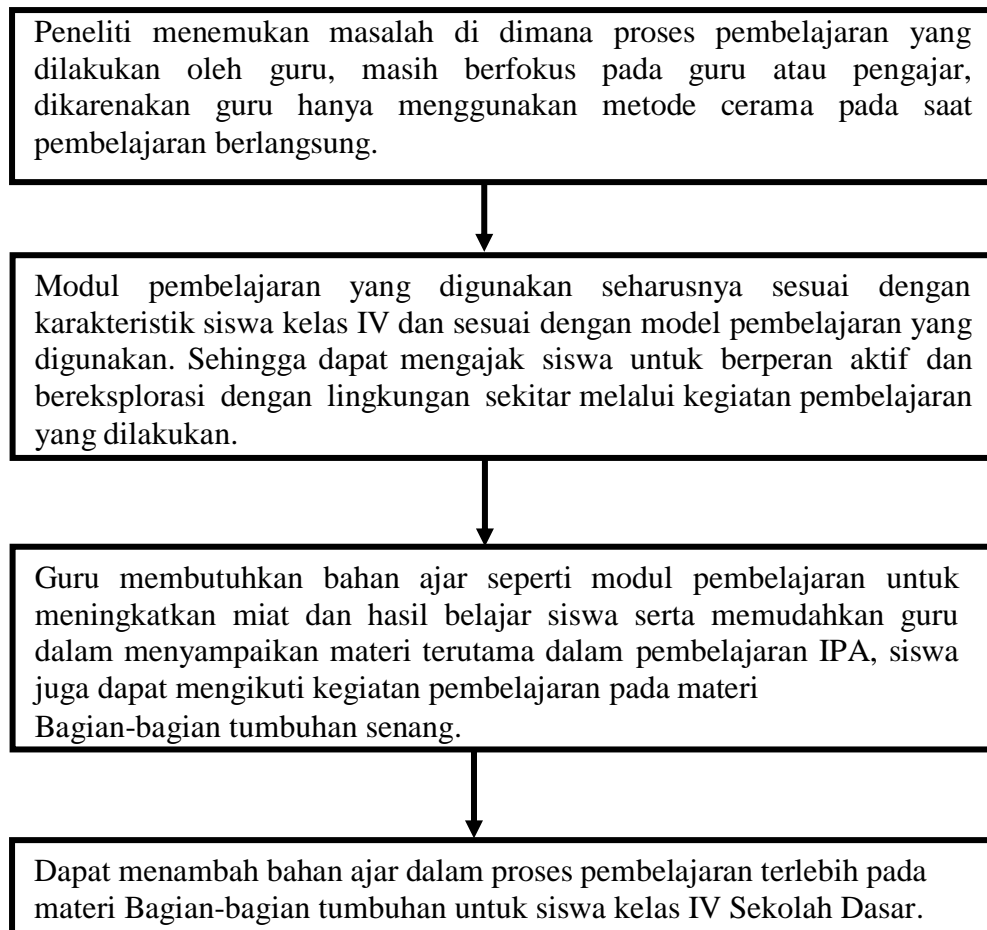 Peneliti menemukan masalah di dimana proses pembelajaran yang
dilakukan oleh guru, masih berfokus pada guru atau pengajar,
dikarenakan guru hanya menggunakan metode cerama pada saat
pembelajaran berlangsung.
Modul pembelajaran yang digunakan seharusnya sesuai dengan
karakteristik siswa kelas IV dan sesuai dengan model pembelajaran yang
digunakan. Sehingga dapat mengajak siswa untuk berperan aktif dan
bereksplorasi dengan lingkungan sekitar melalui kegiatan pembelajaran
yang dilakukan.
Guru membutuhkan bahan ajar seperti modul pembelajaran untuk
meningkatkan miat dan hasil belajar siswa serta memudahkan guru
dalam menyampaikan materi terutama dalam pembelajaran IPA, siswa
juga dapat mengikuti kegiatan pembelajaran pada materi
Bagian-bagian tumbuhan senang.
Dapat menambah bahan ajar dalam proses pembelajaran terlebih pada
materi Bagian-bagian tumbuhan untuk siswa kelas IV Sekolah Dasar.